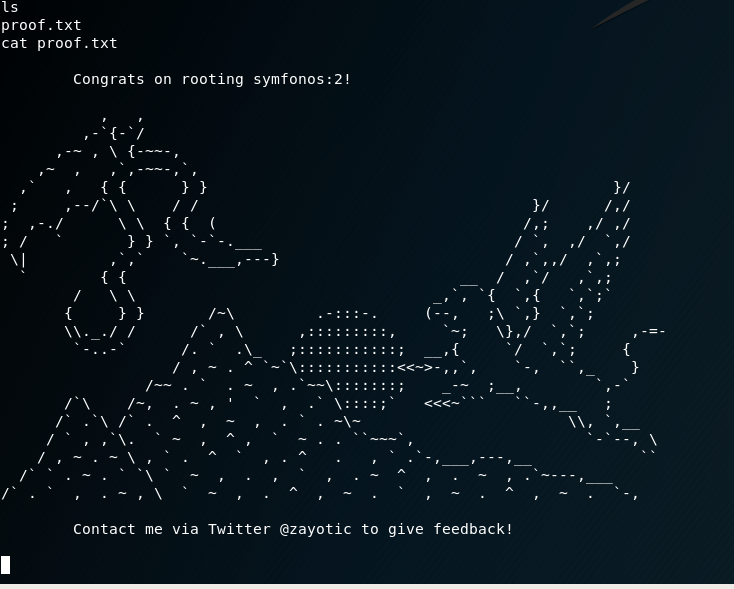 ls
proof.txt
cat proof.txt
Congrats on rooting symfonos:2!
Contact me via Twitter @zayotic to give feedback!